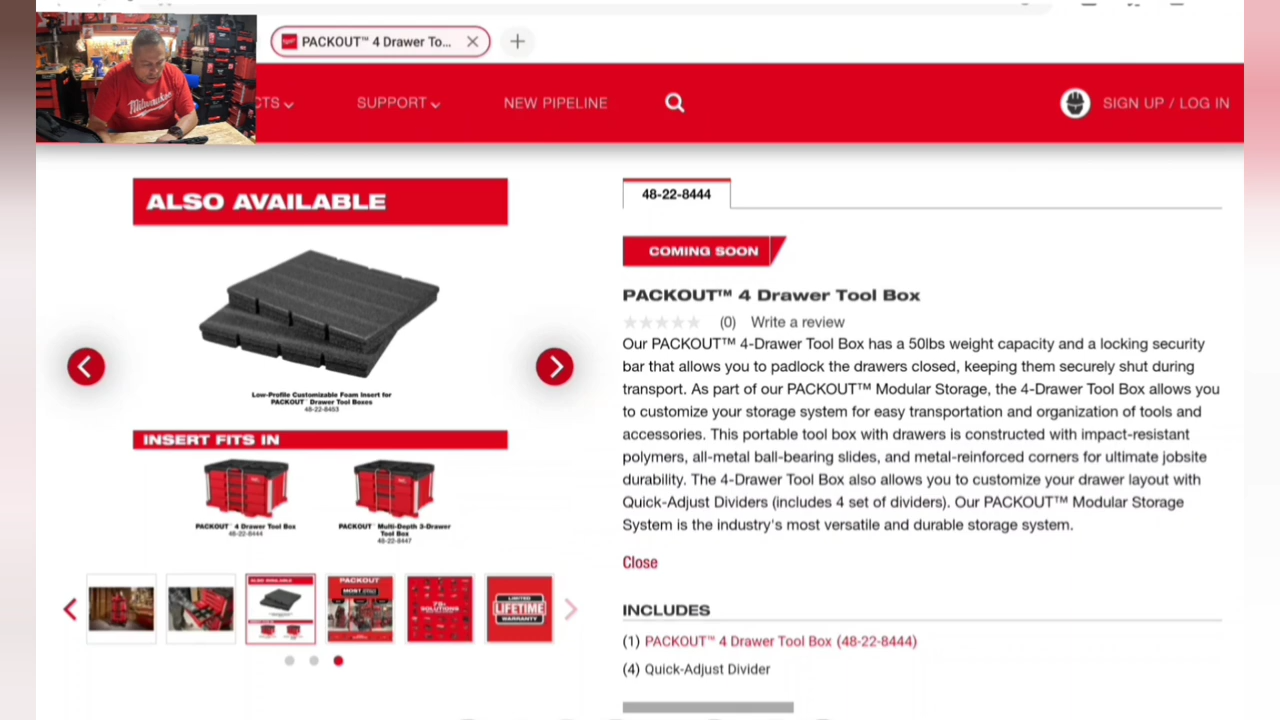 PACKOUT™ 4 Drawer To...
Milwaukee
CTS
SUPPORT
NEW PIPELINE
SIGN UP / LOG IN
ALSO AVAILABLE
Low-Profile Customizable Foam Insert for
PACKOUT™ Drawer Tool Boxes
48-22-8453
INSERT FITS IN
PACKOUT™ 4 Drawer Tool Box
48-22-8444
PACKOUT™ Multi-Depth 3-Drawer
Tool Box
48-22-8447
ALSO AVAILABLE
PACKOUT
MOST
75+
SOLUTIONS
LIMITED
LIFETIME
WARRANTY
48-22-8444
COMING SOON
PACKOUT™ 4 Drawer Tool Box
(0) Write a review
Our PACKOUT™ 4-Drawer Tool Box has a 50lbs weight capacity and a locking security
bar that allows you to padlock the drawers closed, keeping them securely shut during
transport. As part of our PACKOUT™ Modular Storage, the 4-Drawer Tool Box allows you
to customize your storage system for easy transportation and organization of tools and
accessories. This portable tool box with drawers is constructed with impact-resistant
polymers, all-metal ball-bearing slides, and metal-reinforced corners for ultimate jobsite
durability. The 4-Drawer Tool Box also allows you to customize your drawer layout with
Quick-Adjust Dividers (includes 4 set of dividers). Our PACKOUT™ Modular Storage
System is the industry's most versatile and durable storage system.
Close
INCLUDES
(1) PACKOUT™ 4 Drawer Tool Box (48-22-8444)
(4) Quick-Adjust Divider